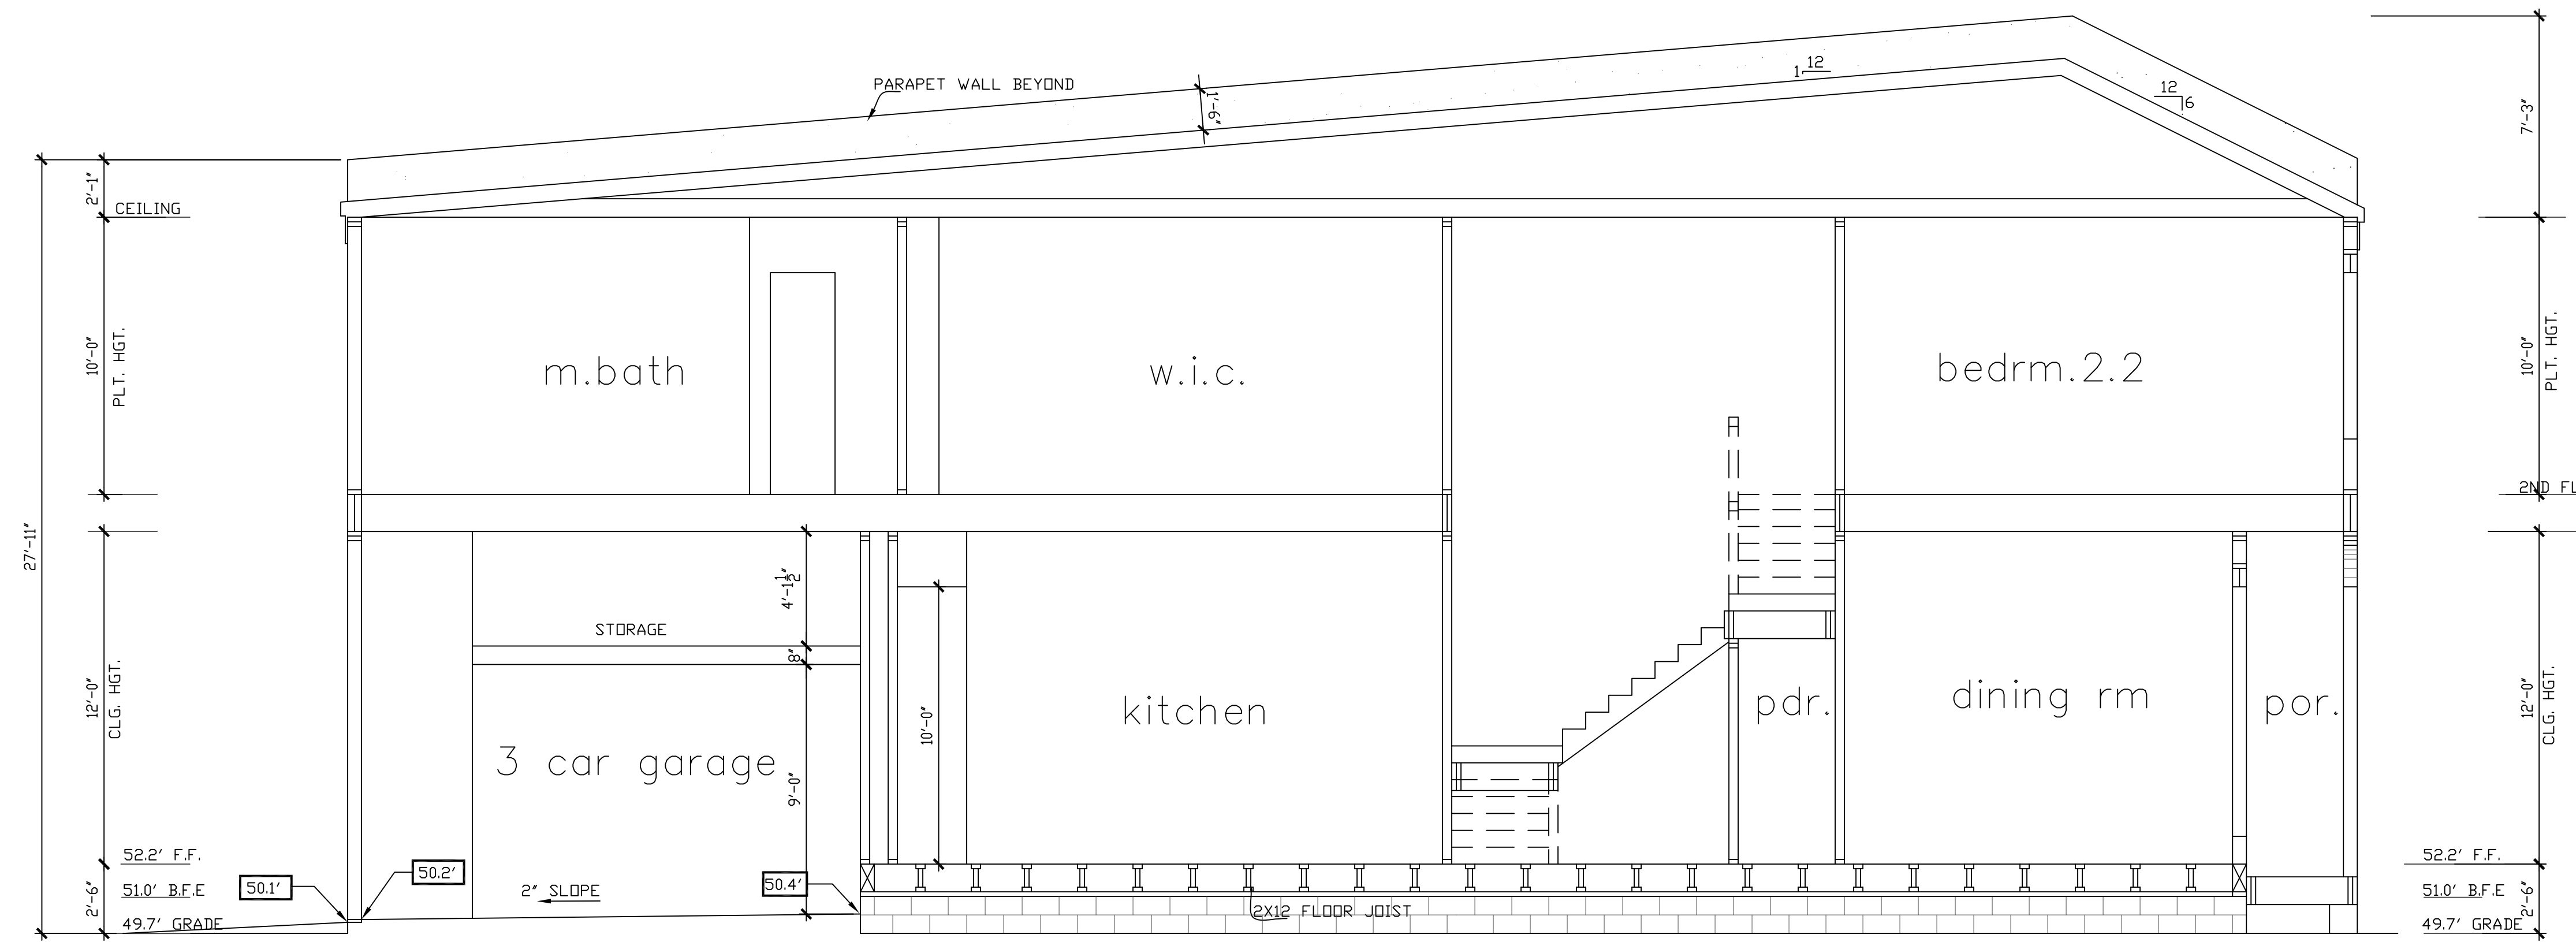 PARAPET WALL BEYOND
1'-6"
12
1
12
6
7'-3"
2'-1"
CEILING
10'-0"
PLT. HGT.
m.bath
w.i.c.
bedrm.2.2
10'-0"
PLT. HGT.
2ND FL
27'-11"
4'-11 1/2"
STORAGE
8"
12'-0"
CLG. HGT.
3 car garage
9'-0"
10'-0"
kitchen
pdr.
dining rm
por.
12'-0"
CLG. HGT.
52.2' F.F.
51.0' B.F.E
49.7' GRADE
2'-6"
50.1'
50.2'
2" SLOPE
50.4'
2X12 FLOOR JOIST
52.2' F.F.
51.0' B.F.E
49.7' GRADE
2'-6"